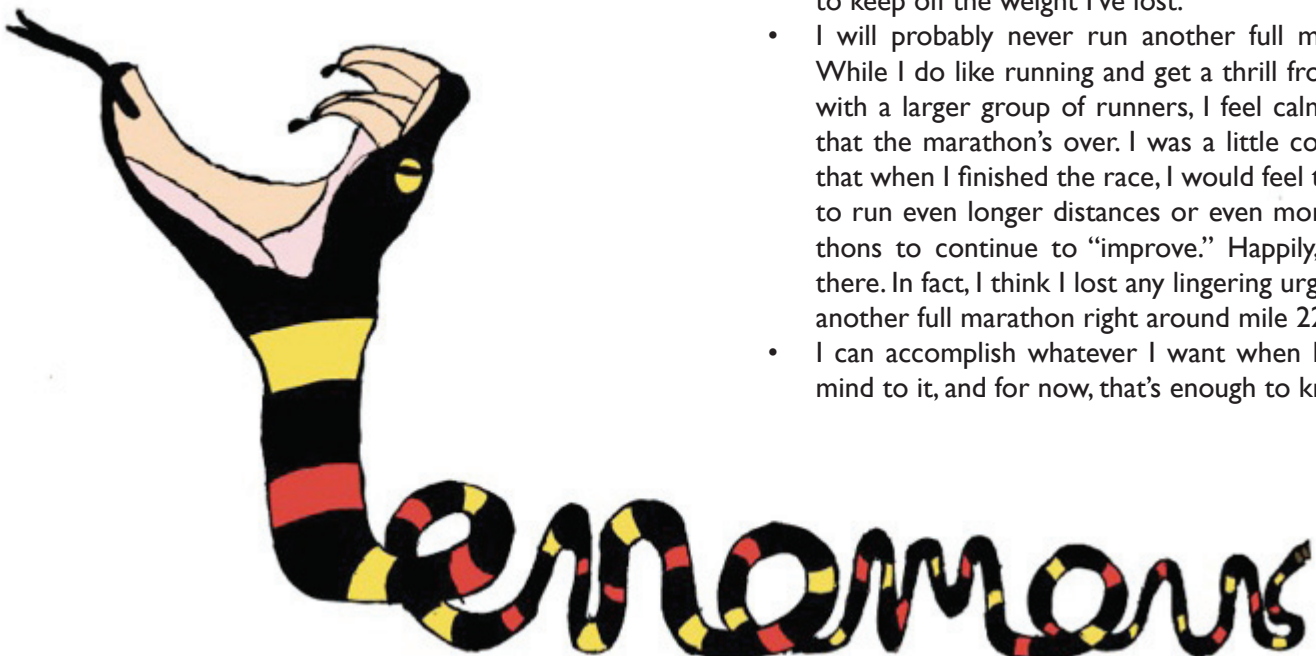 to keep off the weight I've lost.
• I will probably never run another full m
While I do like running and get a thrill fro
with a larger group of runners, I feel calm
that the marathon's over. I was a little co
that when I finished the race, I would feel t
to run even longer distances or even mor
thons to continue to “improve.” Happily,
there. In fact, I think I lost any lingering urg
another full marathon right around mile 22
• I can accomplish whatever I want when I
mind to it, and for now, that's enough to kn
Venomous